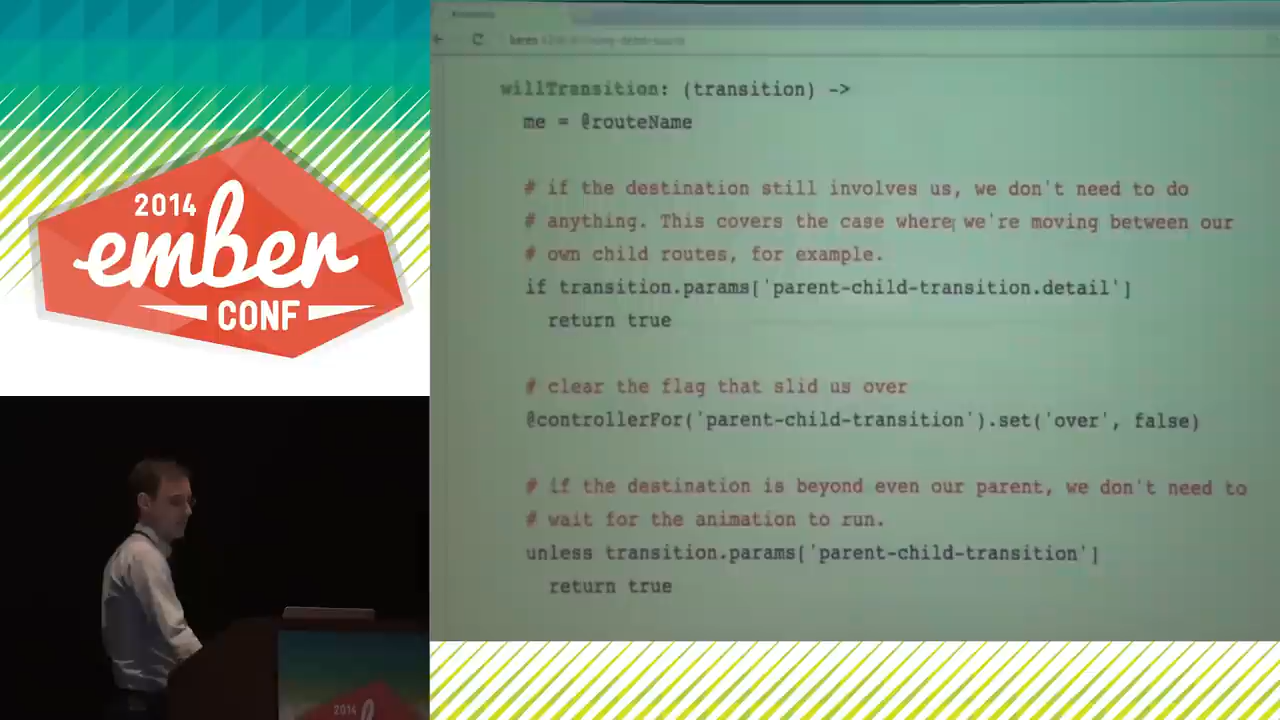 2014
ember
CONF
willTransition: (transition) ->
me = @routeName
# if the destination still involves us, we don't need to do
# anything. This covers the case where we're moving between our
# own child routes, for example.
if transition.params['parent-child-transition.detail']
return true
# clear the flag that slid us over
@controllerFor('parent-child-transition').set('over', false)
# if the destination is beyond even our parent, we don't need to
# wait for the animation to run.
unless transition.params['parent-child-transition']
return true
2014